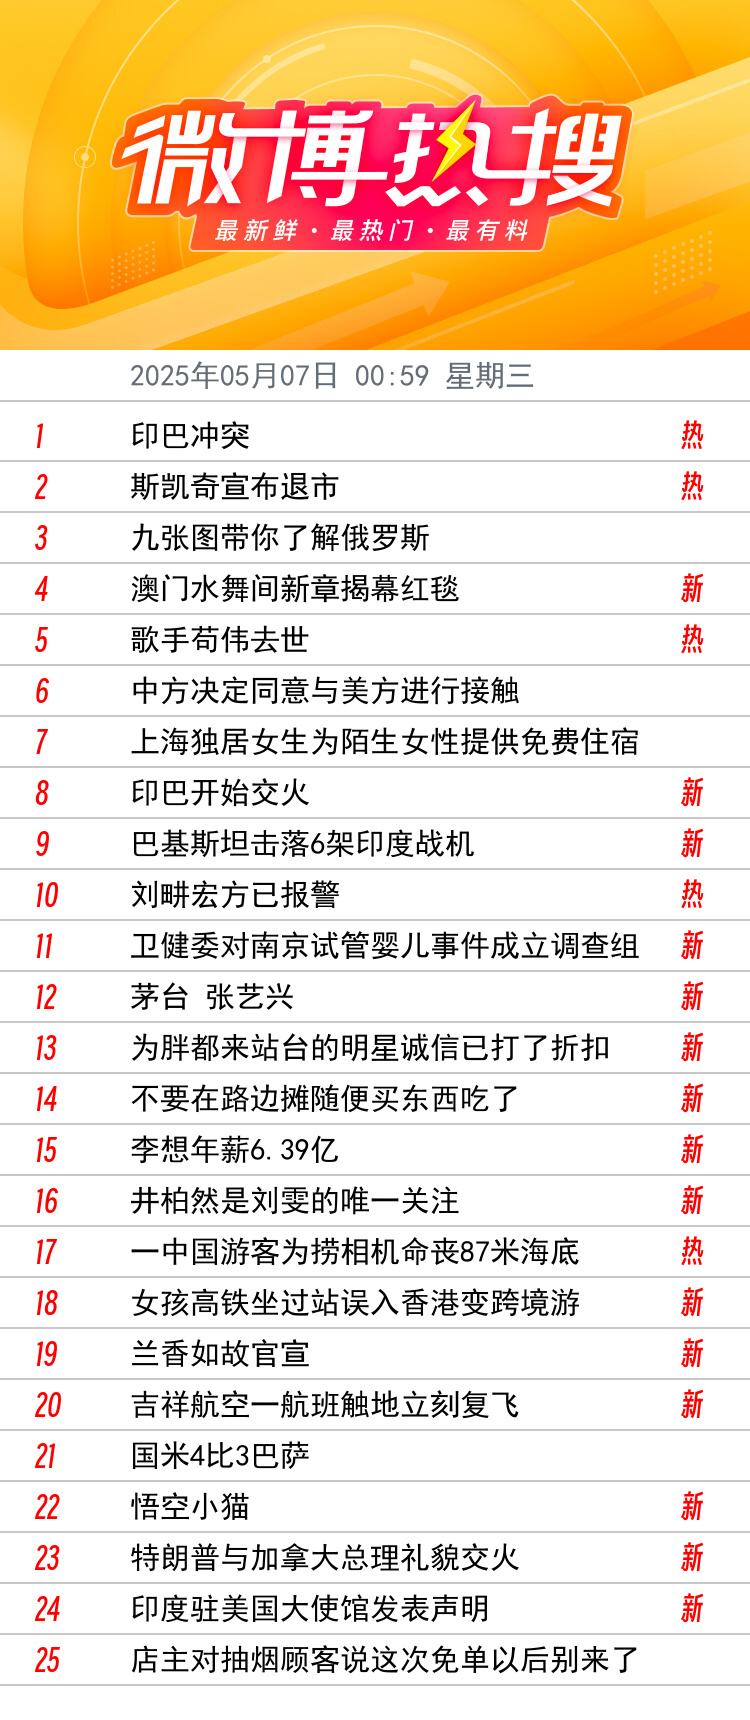 微博热搜
最新鲜·最热门·最有料
2025年05月07日 00:59 星期三
1 印巴冲突 热
2 斯凯奇宣布退市 热
3 九张图带你了解俄罗斯
4 澳门水舞间新章揭幕红毯 新
5 歌手苟伟去世 热
6 中方决定同意与美方进行接触
7 上海独居女生为陌生女性提供免费住宿
8 印巴开始交火 新
9 巴基斯坦击落6架印度战机 新
10 刘畊宏方已报警 热
11 卫健委对南京试管婴儿事件成立调查组 新
12 茅台 张艺兴 新
13 为胖都来站台的明星诚信已打了折扣 新
14 不要在路边摊随便买东西吃了 新
15 李想年薪6.39亿 新
16 井柏然是刘雯的唯一关注 新
17 一中国游客为捞相机命丧87米海底 热
18 女孩高铁坐过站误入香港变跨境游 新
19 兰香如故官宣 新
20 吉祥航空一航班触地立刻复飞 新
21 国米4比3巴萨
22 悟空小猫 新
23 特朗普与加拿大总理礼貌交火 新
24 印度驻美国大使馆发表声明 新
25 店主对抽烟顾客说这次免单以后别来了